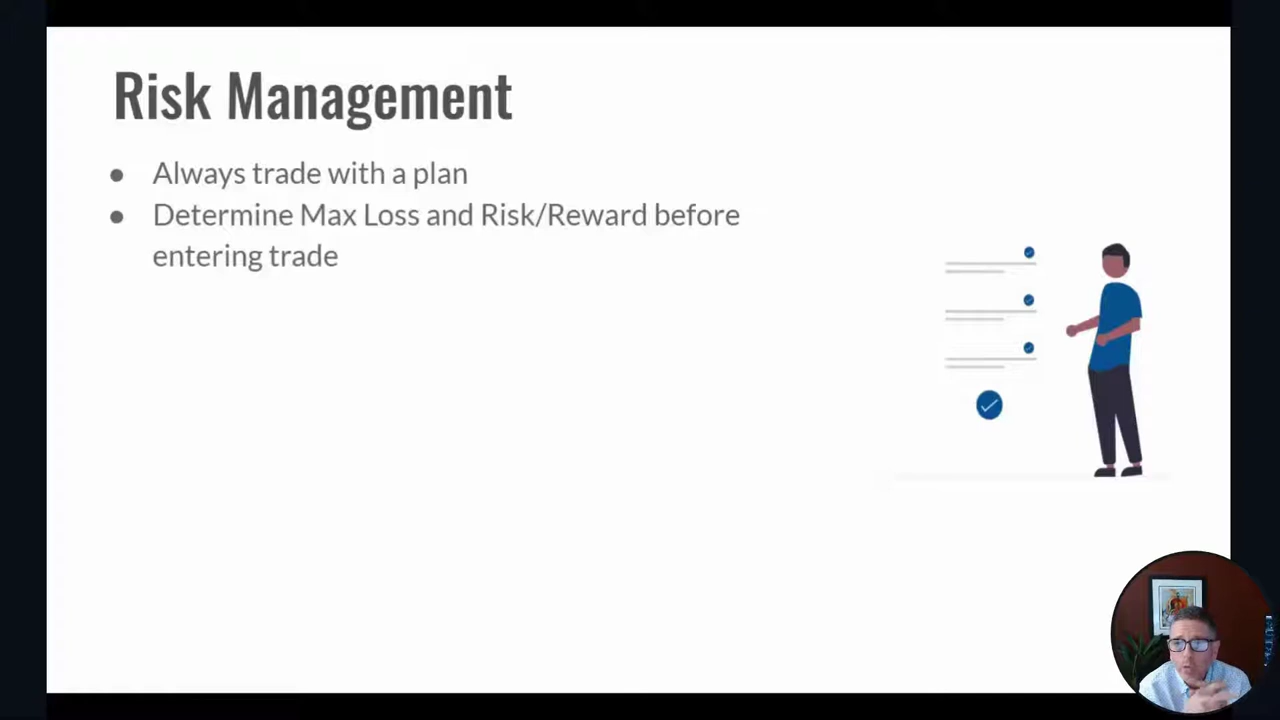 Risk Management
● Always trade with a plan
● Determine Max Loss and Risk/Reward before
entering trade